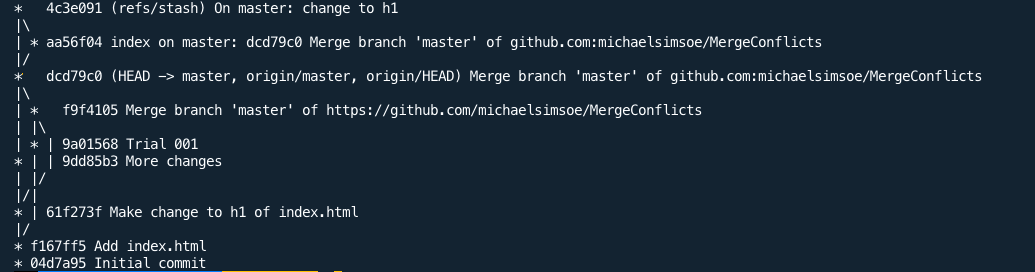 *   4c3e091 (refs/stash) On master: change to h1
|\
| * aa56f04 index on master: dcd79c0 Merge branch 'master' of github.com:michaelsimsoe/MergeConflicts
|/
*   dcd79c0 (HEAD -> master, origin/master, origin/HEAD) Merge branch 'master' of github.com:michaelsimsoe/MergeConflicts
|\
| *   f9f4105 Merge branch 'master' of https://github.com/michaelsimsoe/MergeConflicts
| |\
| * | 9a01568 Trial 001
* | | 9dd85b3 More changes
| |/
|/|
* | 61f273f Make change to h1 of index.html
|/
* f167ff5 Add index.html
* 04d7a95 Initial commit